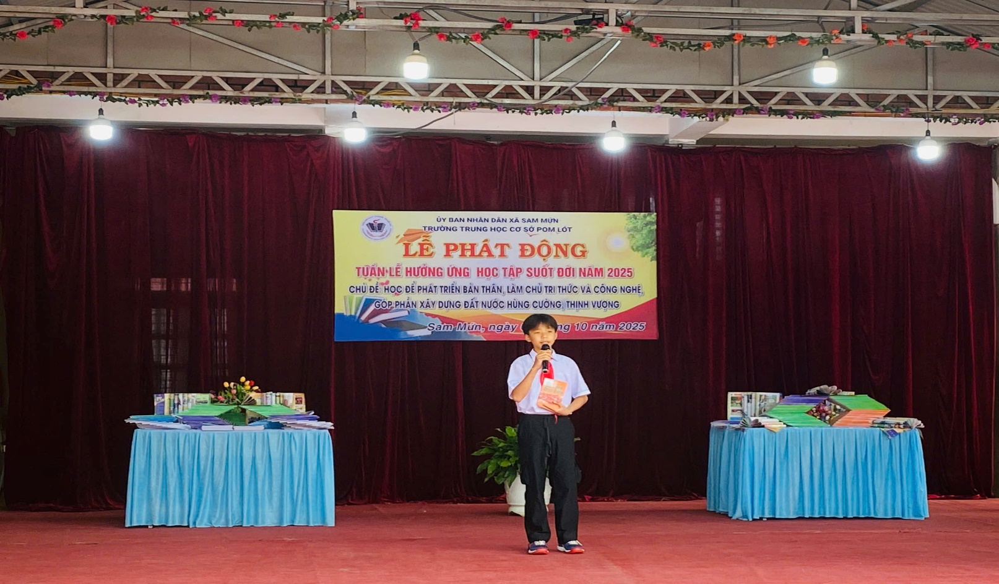 ỦY BAN NHÂN DÂN XÃ SAM MỨN
TRƯỜNG TRUNG HỌC CƠ SỞ POM LÓT
LỄ PHÁT ĐỘNG
TUẦN LỄ HƯỞNG ỨNG HỌC TẬP SUỐT ĐỜI NĂM 2025
CHỦ ĐỀ: HỌC ĐỂ PHÁT TRIỂN BẢN THÂN, LÀM CHỦ TRI THỨC VÀ CÔNG NGHỆ,
GÓP PHẦN XÂY DỰNG ĐẤT NƯỚC HÙNG CƯỜNG, THỊNH VƯỢNG
Sam Mứn, ngày 10 năm 2025